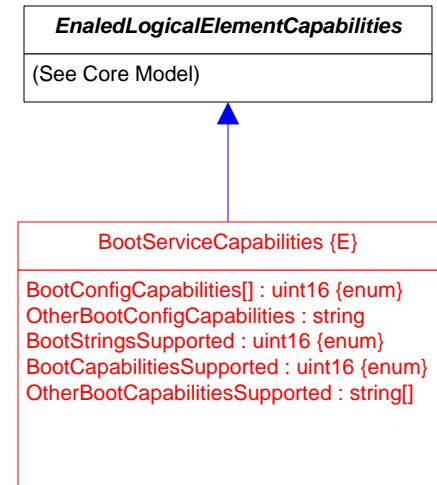 EnaledLogicalElementCapabilities
(See Core Model)
BootServiceCapabilities {E}
BootConfigCapabilities[] : uint16 {enum}
OtherBootConfigCapabilities : string
BootStringsSupported : uint16 {enum}
BootCapabilitiesSupported : uint16 {enum}
OtherBootCapabilitiesSupported : string[]